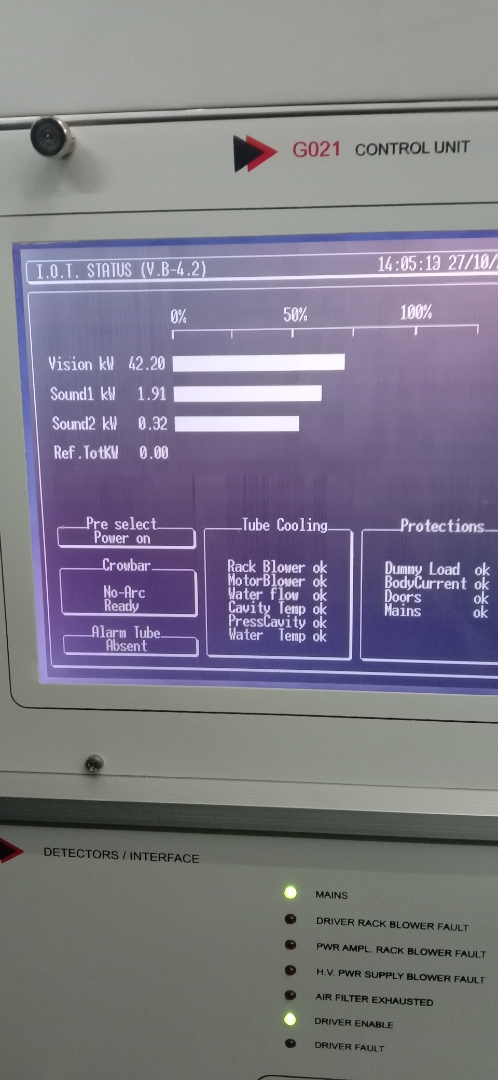 G021 CONTROL UNIT
I.O.T. STATUS (V.B-4.2) 14:05:13 27/10/
0% 50% 100%
Vision kW 42.20
Sound1 kW 1.91
Sound2 kW 0.32
Ref.TotKW 0.00
Pre select
Power on
Crowbar
No-Arc
Ready
Alarm Tube
Absent
Tube Cooling
Rack Blower ok
MotorBlower ok
Water flow ok
Cavity Temp ok
PressCavity ok
Water Temp ok
Protections
Dummy Load ok
BodyCurrent ok
Doors ok
Mains ok
DETECTORS / INTERFACE
MAINS
DRIVER RACK BLOWER FAULT
PWR AMPL. RACK BLOWER FAULT
H.V. PWR SUPPLY BLOWER FAULT
AIR FILTER EXHAUSTED
DRIVER ENABLE
DRIVER FAULT